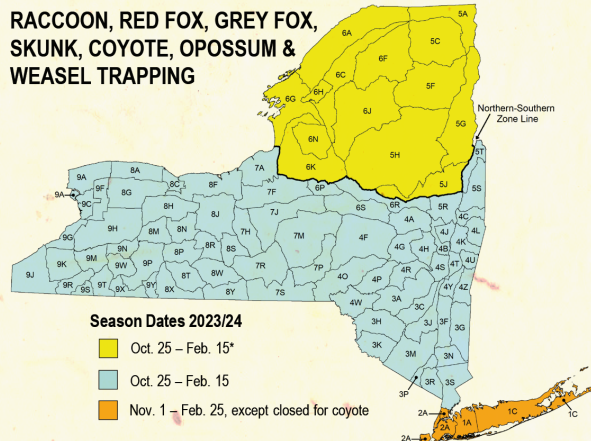 RACCOON, RED FOX, GREY FOX,
SKUNK, COYOTE, OPOSSUM &
WEASEL TRAPPING
5A
6A
5C
6F
6C
5F
6H
6G
6J
Northern-Southern
Zone Line
5G
6N
5H
5T
6K
5J
5S
7A
8A
9A
8C
8F
9F
9A
7F
6P
8G
9C
6S
6R
5R
8H
8J
7J
4A
4C
9G
9H
8M
8N
7M
4F
4J
4L
4G
4H
4K
9N
8P
8R
8S
4B
9K
9M
9W
9P
7R
7P
4R
4T
4U
9J
8T
8W
4O
4P
9R
9S
9T
9X
9Y
8X
8Y
7S
4Y
4Z
4W
3A
4C
3H
3J
3F
3G
3K
3M
3N
3P
3R
3S
Season Dates 2023/24
Oct. 25 – Feb. 15*
Oct. 25 – Feb. 15
Nov. 1 – Feb. 25, except closed for coyote
2A
2A
1A
1C
1C
2A